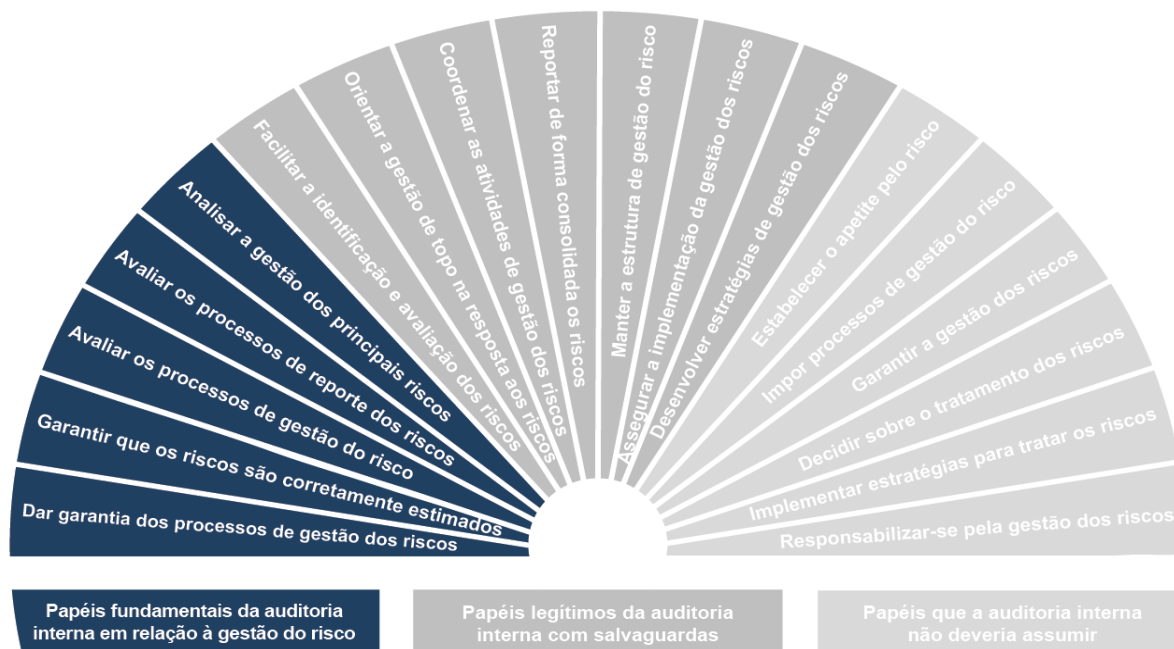 Dar garantia dos processos de gestão dos riscos
Garantir que os riscos são corretamente estimados
Avaliar os processos de gestão do risco
Avaliar os processos de reporte dos riscos
Analisar a gestão dos principais riscos
Facilitar a identificação e avaliação dos riscos
Orientar a gestão de topo na resposta aos riscos
Coordenar as atividades de gestão dos riscos
Reportar de forma consolidada os riscos
Manter a estrutura de gestão do risco
Assegurar a implementação da gestão dos riscos
Desenvolver estratégias de gestão dos riscos
Estabelecer o apetite pelo risco
Impor processos de gestão do risco
Garantir a gestão dos riscos
Decidir sobre o tratamento dos riscos
Implementar estratégias para tratar os riscos
Responsabilizar-se pela gestão dos riscos
Papéis fundamentais da auditoria
interna em relação à gestão do risco
Papéis legítimos da auditoria
interna com salvaguardas
Papéis que a auditoria interna
não deveria assumir